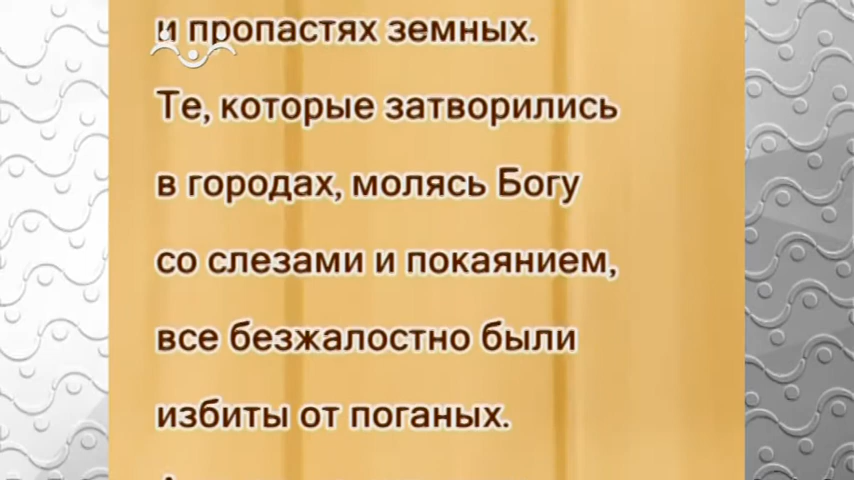 и пропастях земных.
Те, которые затворились
в городах, молясь Богу
со слезами и покаянием,
все безжалостно были
избиты от поганых.